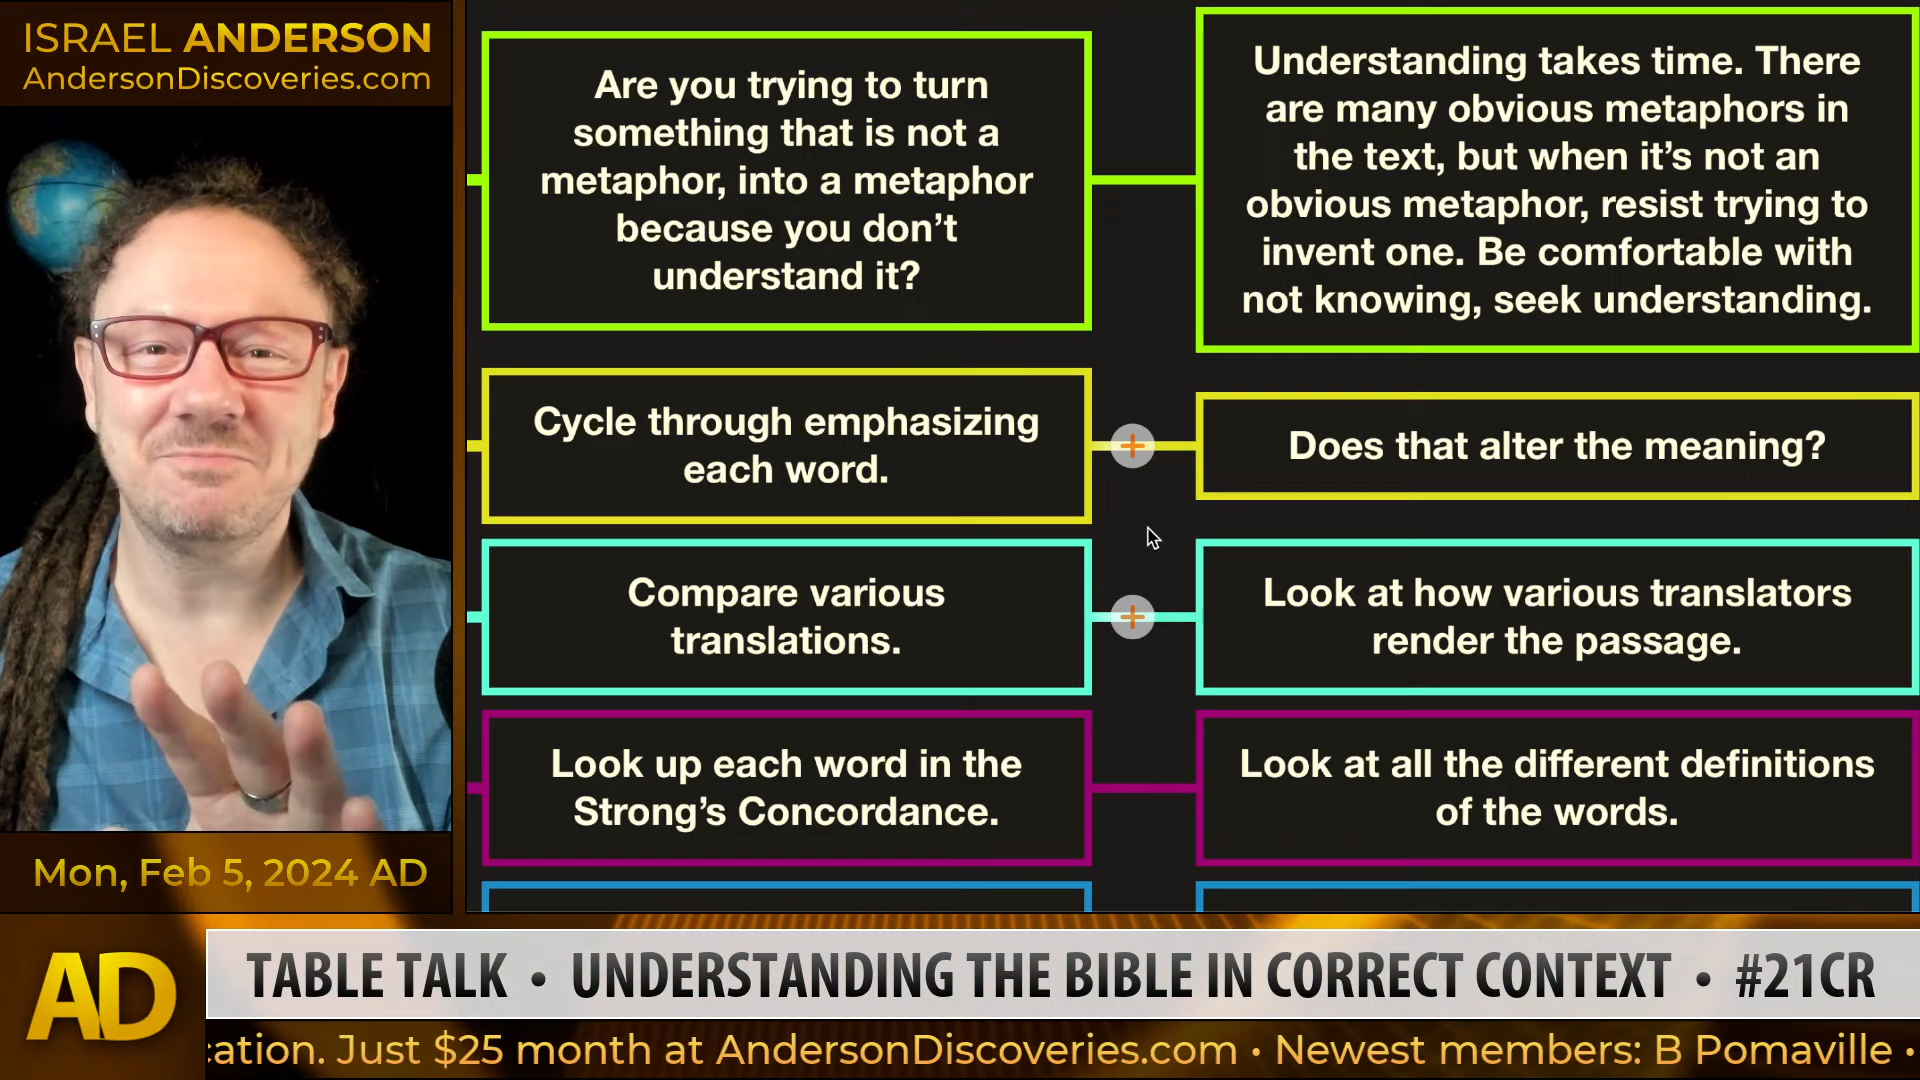 ISRAEL ANDERSON
AndersonDiscoveries.com
Are you trying to turn
something that is not a
metaphor, into a metaphor
because you don’t
understand it?
Understanding takes time. There
are many obvious metaphors in
the text, but when it’s not an
obvious metaphor, resist trying to
invent one. Be comfortable with
not knowing, seek understanding.
Cycle through emphasizing
each word.
Does that alter the meaning?
Compare various
translations.
Look at how various translators
render the passage.
Look up each word in the
Strong’s Concordance.
Look at all the different definitions
of the words.
Mon, Feb 5, 2024 AD
AD
TABLE TALK • UNDERSTANDING THE BIBLE IN CORRECT CONTEXT • #21CR
ation. Just $25 month at AndersonDiscoveries.com • Newest members: B Pomaville •